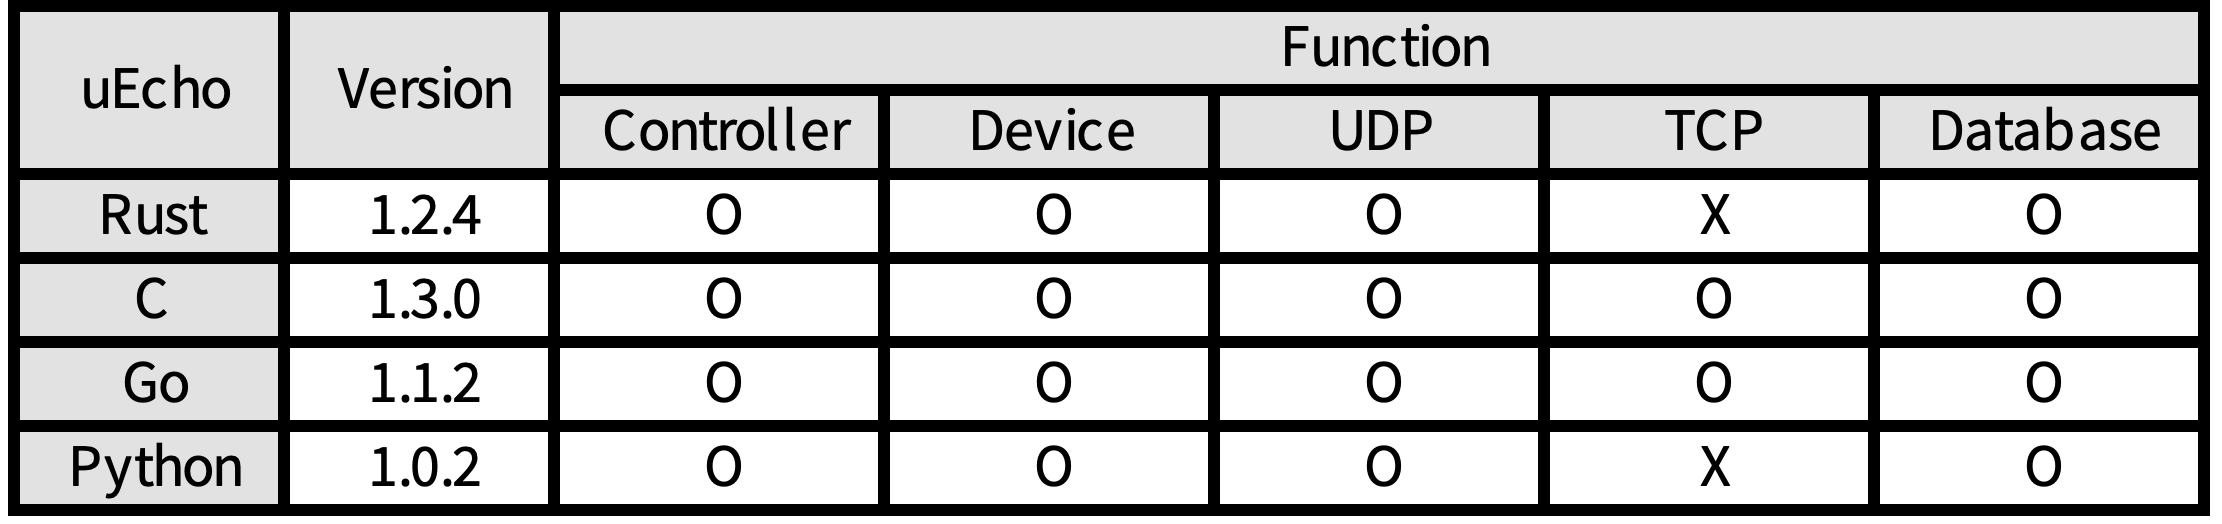 uEcho Version Function
Controller Device UDP TCP Database
Rust 1.2.4 O O O X O
C 1.3.0 O O O O O
Go 1.1.2 O O O O O
Python 1.0.2 O O O X O